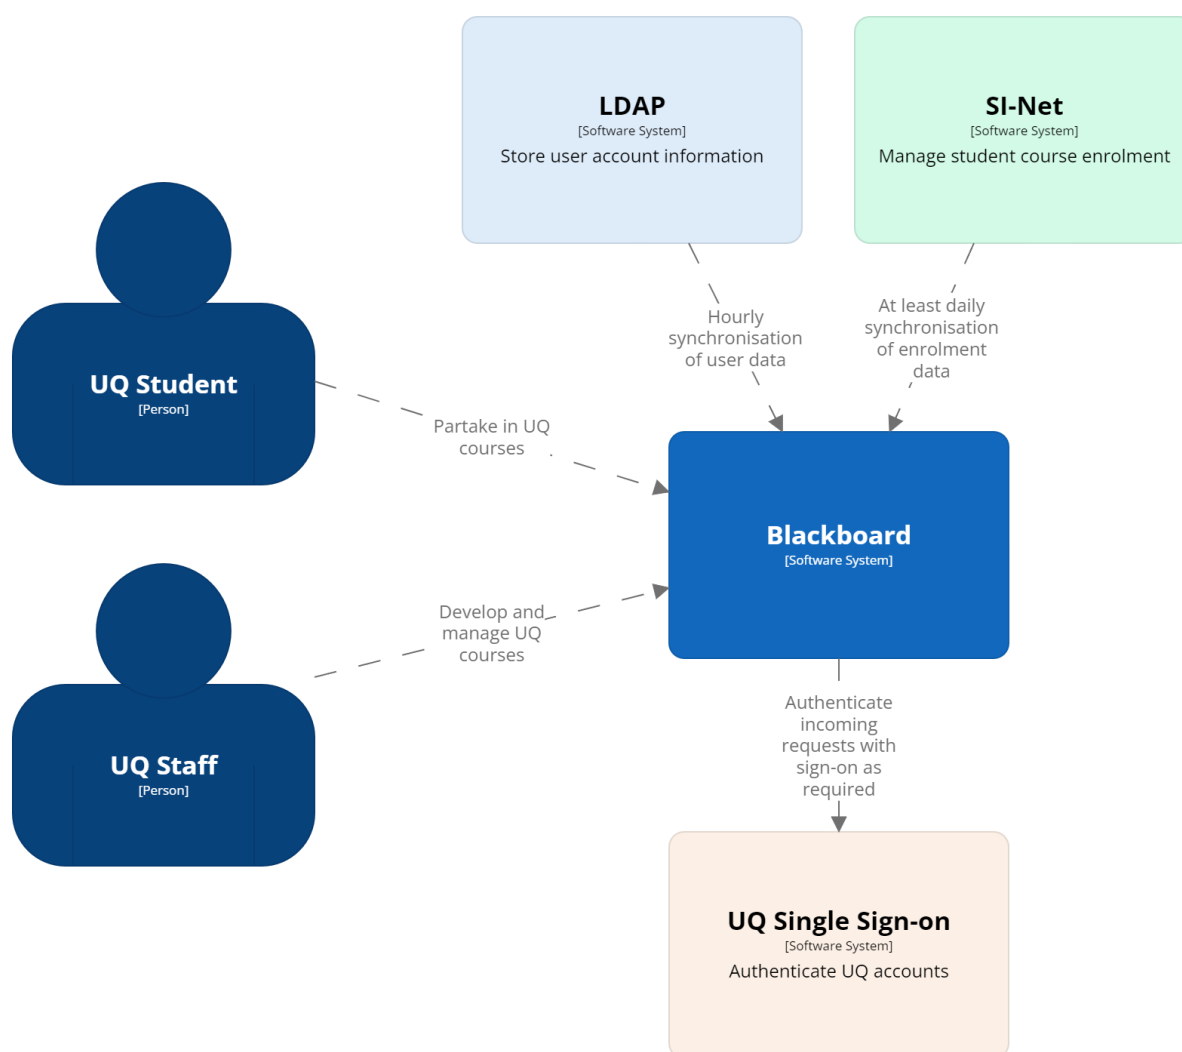 LDAP
[Software System]
Store user account information
SI-Net
[Software System]
Manage student course enrolment
Hourly
synchronisation
of user data
At least daily
synchronisation
of enrolment
data
UQ Student
[Person]
Partake in UQ
courses
Blackboard
[Software System]
Develop and
manage UQ
courses
UQ Staff
[Person]
Authenticate
incoming
requests with
sign-on as
required
UQ Single Sign-on
[Software System]
Authenticate UQ accounts